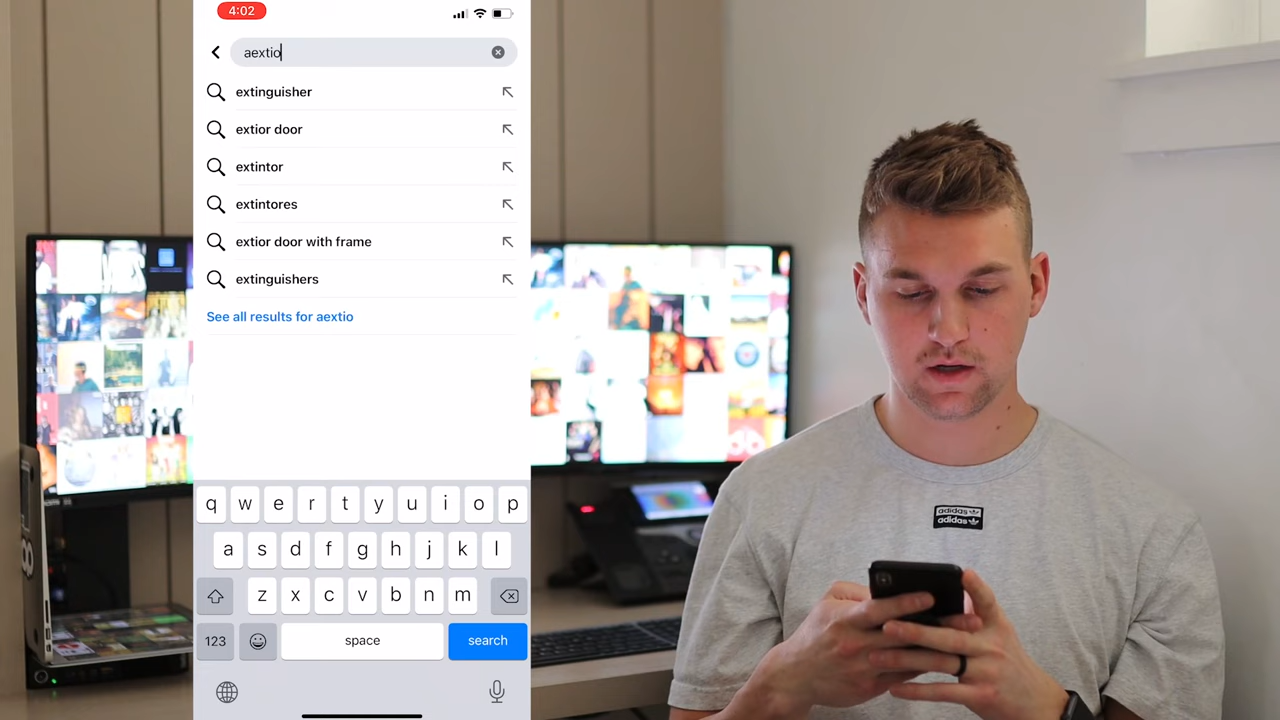 4:02
aextio
extinguisher
extior door
extintor
extintores
extior door with frame
extinguishers
See all results for aextio
q w e r t y u i o p
a s d f g h j k l
z x c v b n m
123 space search
adidas
adidas